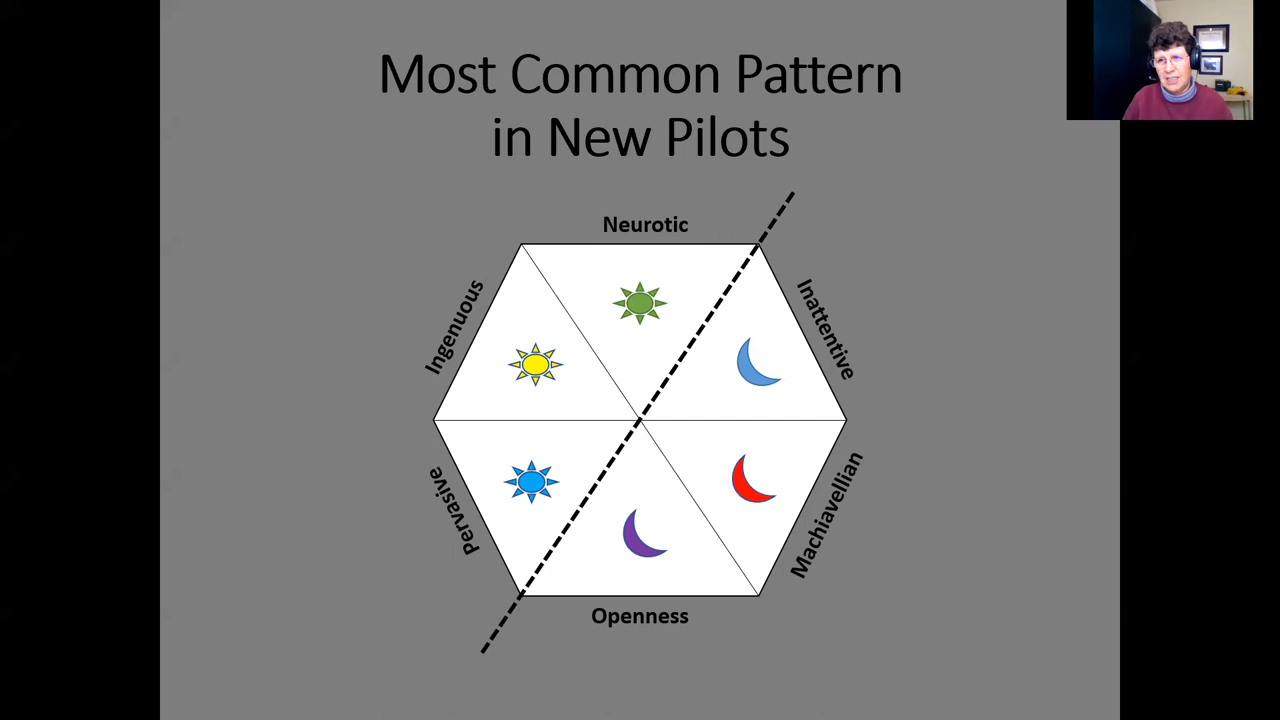 Most Common Pattern
in New Pilots
Neurotic
Ingenuous
Inattentive
Pervasive
Machiavellian
Openness